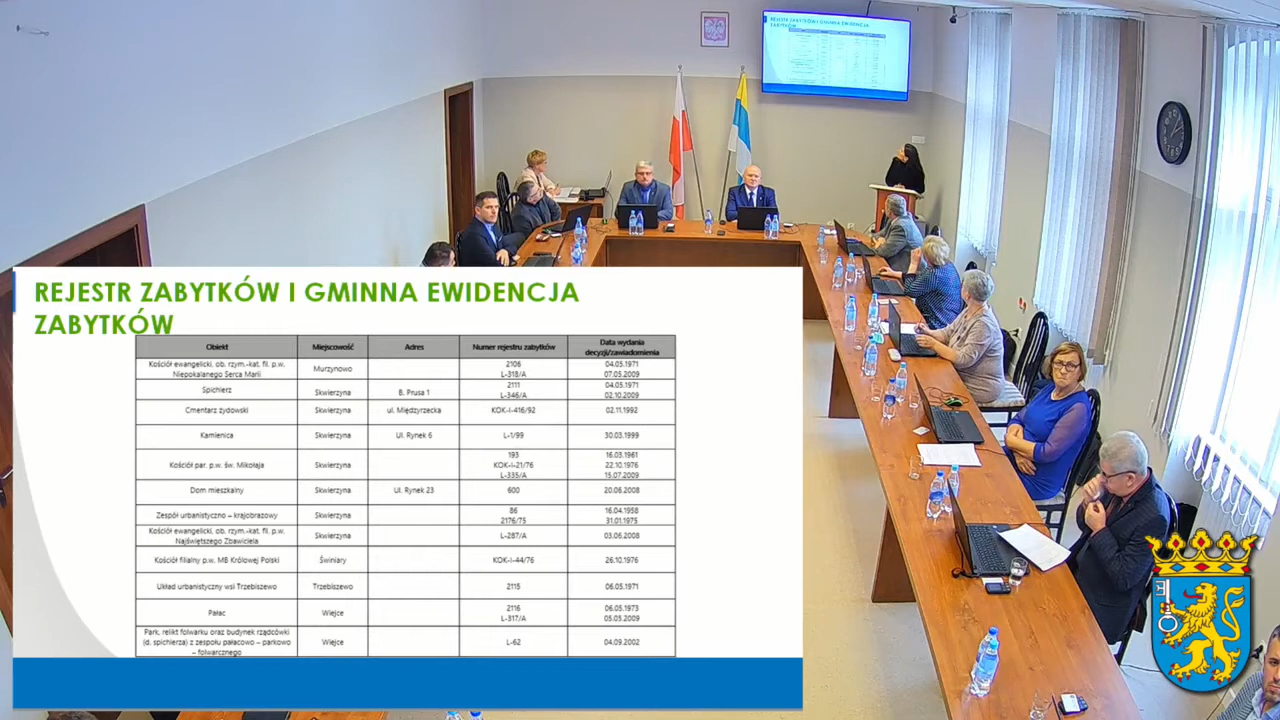 REJESTR ZABYTKÓW I GMINNA EWIDENCJA
ZABYTKÓW
REJESTR ZABYTKÓW I GMINNA EWIDENCJA
ZABYTKÓW
Obiekt Miejscowość Adres Numer rejestru zabytków Data wydania decyzji/zawiadomienia
Kościół ewangelicki, ob. rzym.-kat. fil. p.w. Niepokalanego Serca Marii Murzynowo 2106 L-318/A 04.05.1971 07.05.2009
Spichlerz Skwierzyna B. Prusa 1 2111 L-346/A 04.05.1971 02.10.2009
Cmentarz żydowski Skwierzyna ul. Międzyrzecka KOK-I-416/92 02.11.1992
Kamienica Skwierzyna Ul. Rynek 6 L-1/99 30.03.1999
Kościół par. p.w. św. Mikołaja Skwierzyna 193 KOK-I-21/76 L-335/A 16.03.1961 22.10.1976 15.07.2009
Dom mieszkalny Skwierzyna Ul. Rynek 23 600 20.06.2008
Zespół urbanistyczno – krajobrazowy Skwierzyna 86 2176/75 16.04.1958 31.01.1975
Kościół ewangelicki, ob. rzym.-kat. fil. p.w. Najświętszego Zbawiciela Skwierzyna L-287/A 03.06.2008
Kościół filialny p.w. MB Królowej Polski Świniary KOK-I-44/76 26.10.1976
Układ urbanistyczny wsi Trzebiszewo Trzebiszewo 2115 06.05.1971
Pałac Wiejce 2116 L-317/A 06.05.1973 05.05.2009
Park, relikt folwarku oraz budynek rządcówki (d. spichlerza) z zespołu pałacowo – parkowo – folwarcznego Wiejce L-62 04.09.2002